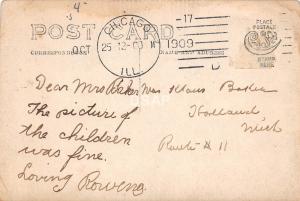 "4"
POST CARD
CORRESPONDENCE
NAME AND ADDRESS
CHICAGO
OCT 25 12-00 M
1909
ILL.
-17
PLACE
POSTAGE
STAMP
HERE
Dear Mrs Baker
The picture of
the children
was fine.
Loving Rowena
Mrs Klaus Baker
Holland
Mich
Route # 11